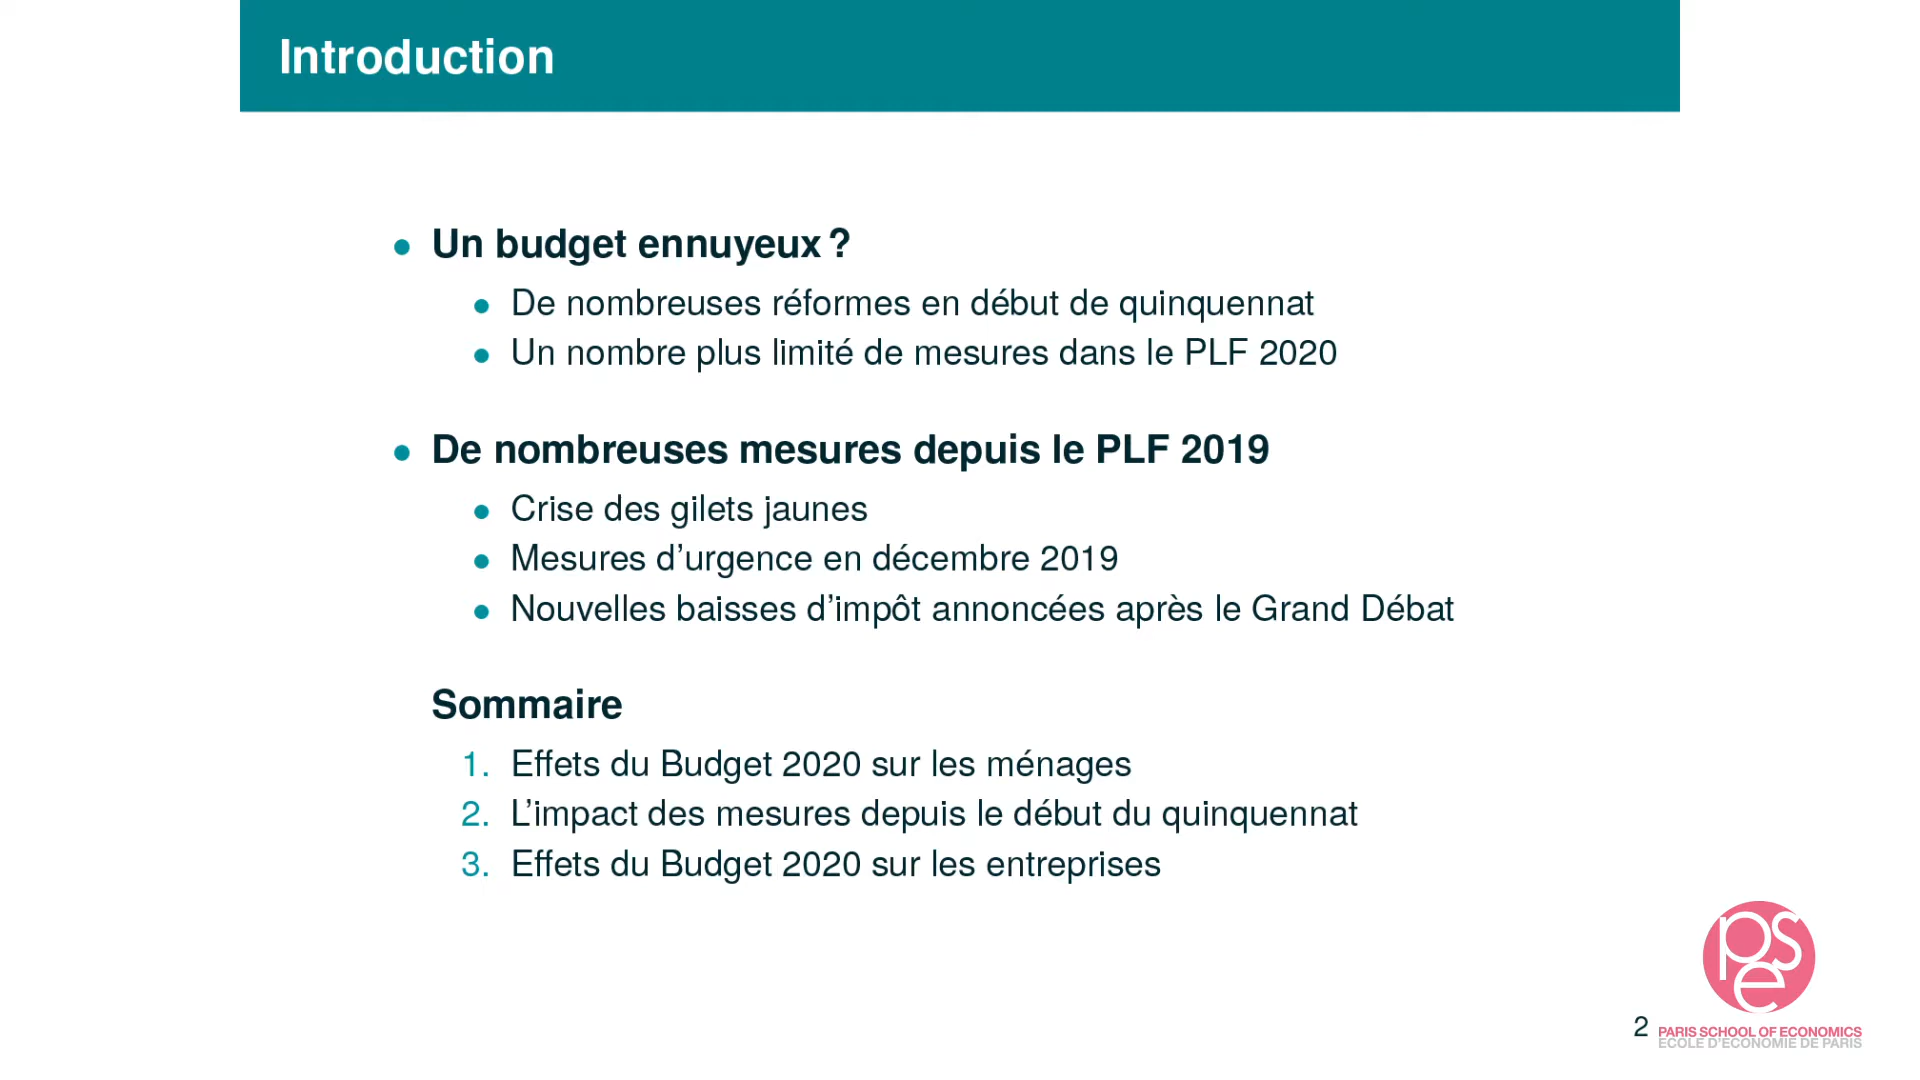 Introduction
• Un budget ennuyeux ?
• De nombreuses réformes en début de quinquennat
• Un nombre plus limité de mesures dans le PLF 2020
• De nombreuses mesures depuis le PLF 2019
• Crise des gilets jaunes
• Mesures d'urgence en décembre 2019
• Nouvelles baisses d'impôt annoncées après le Grand Débat
Sommaire
1. Effets du Budget 2020 sur les ménages
2. L'impact des mesures depuis le début du quinquennat
3. Effets du Budget 2020 sur les entreprises
pse
2
PARIS SCHOOL OF ECONOMICS
ECOLE D'ECONOMIE DE PARIS